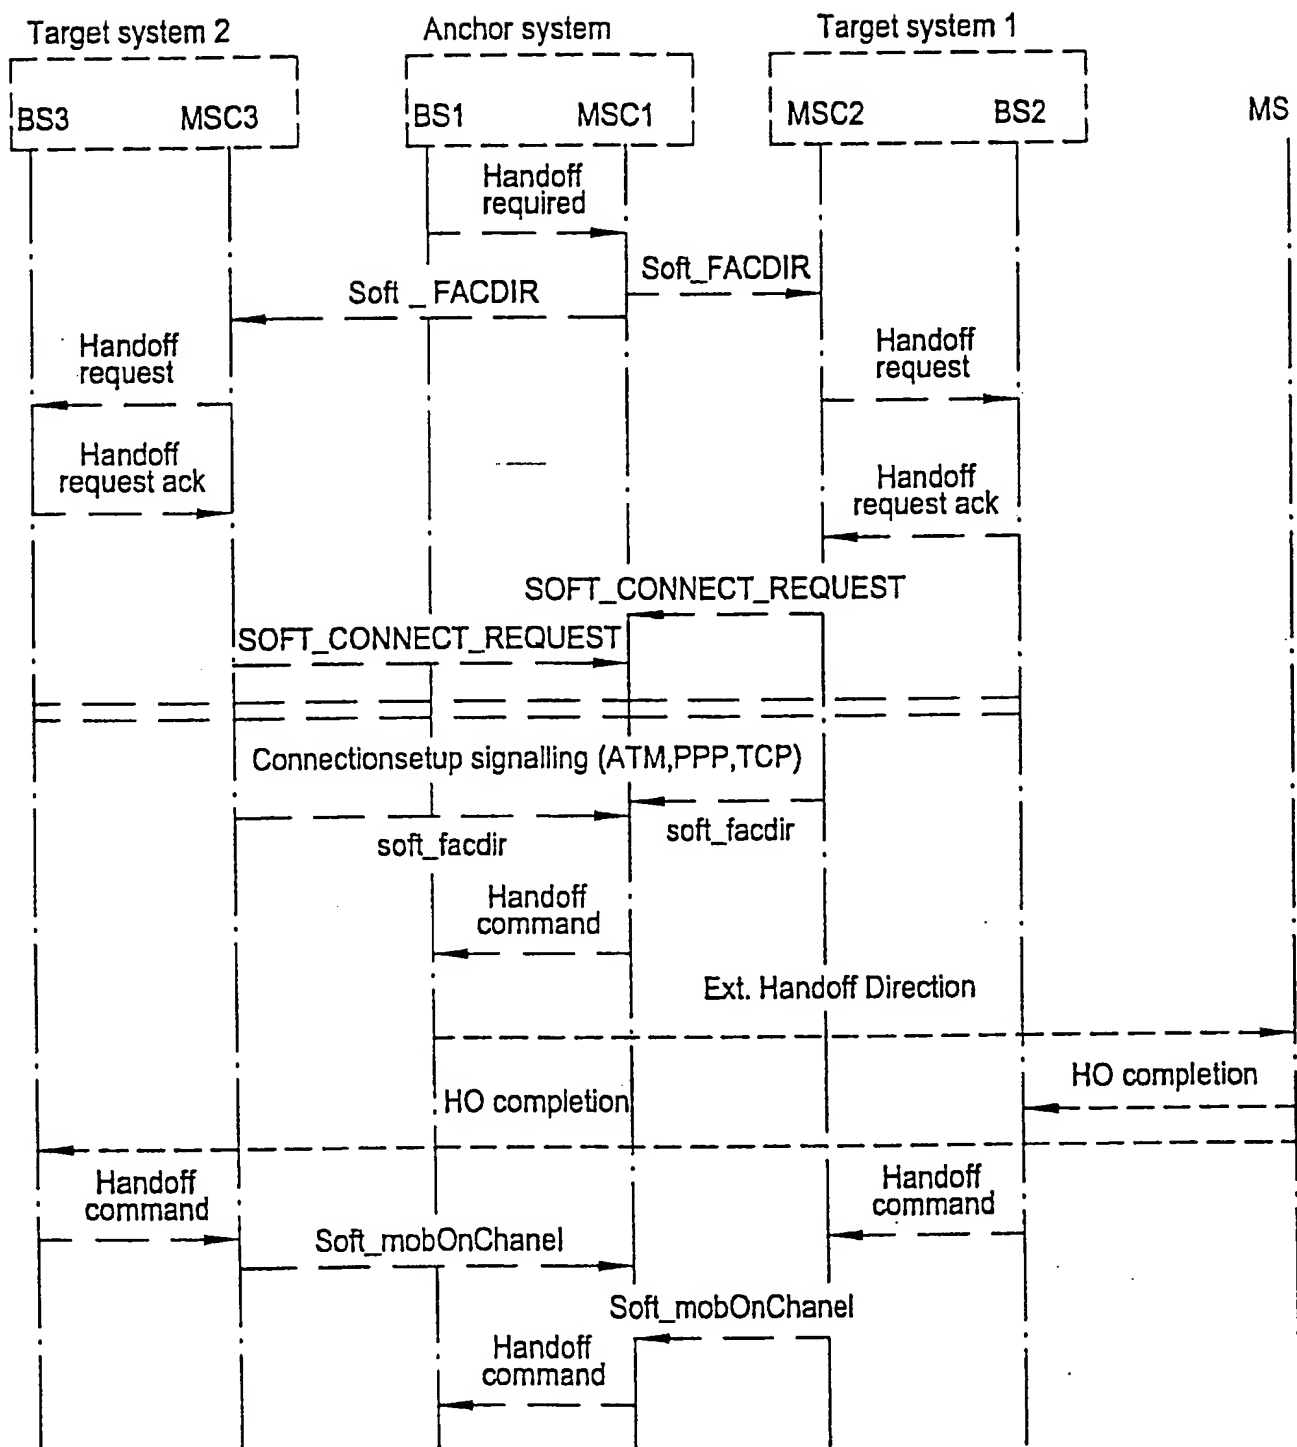 Target system 2
Anchor system
Target system 1
BS3
MSC3
BS1
MSC1
MSC2
BS2
MS
Handoff
required
Soft_FACDIR
Soft _ FACDIR
Handoff
request
Handoff
request
Handoff
request ack
Handoff
request ack
SOFT_CONNECT_REQUEST
SOFT_CONNECT_REQUEST
Connectionsetup signalling (ATM,PPP,TCP)
soft_facdir
soft_facdir
Handoff
command
Ext. Handoff Direction
HO completion
HO completion
Handoff
command
Handoff
command
Soft_mobOnChanel
Soft_mobOnChanel
Handoff
command